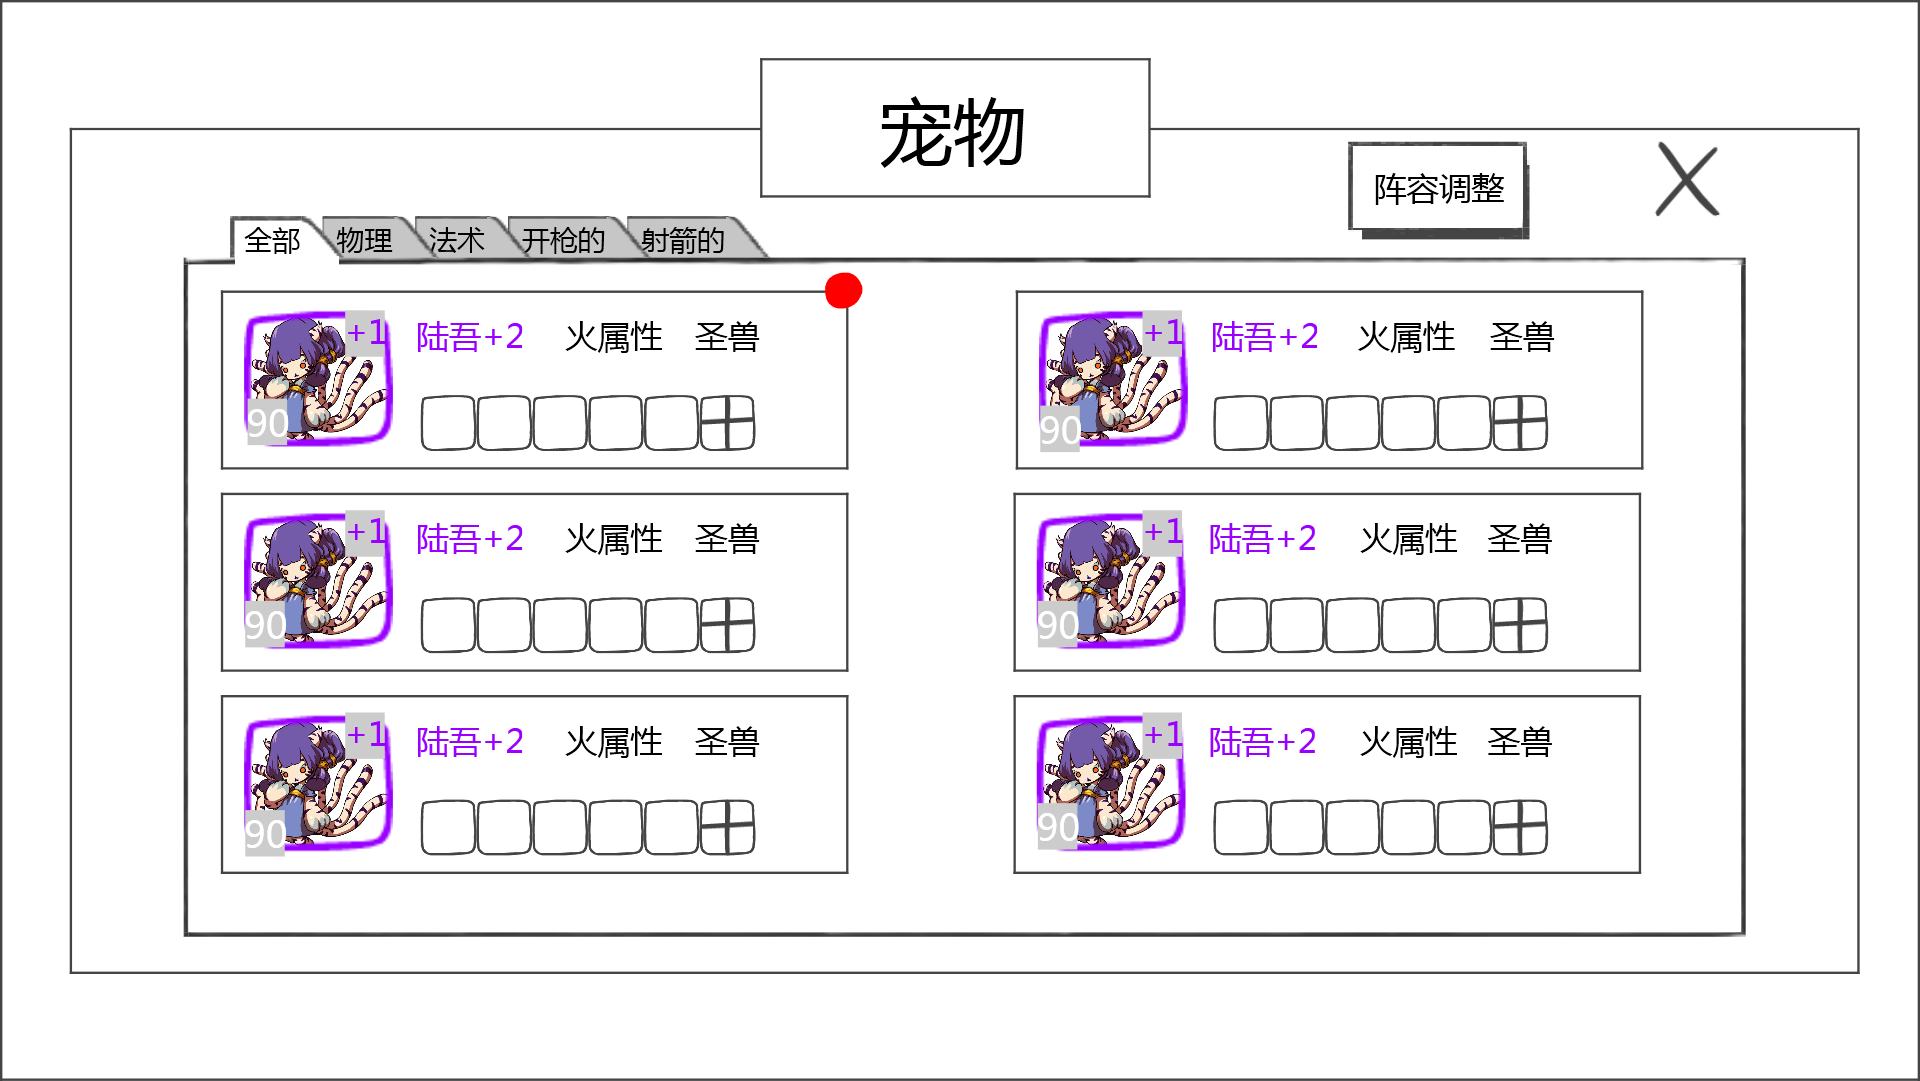 宠物
阵容调整
全部 物理 法术 开枪的 射箭的
+1 陆吾+2 火属性 圣兽
90
+1 陆吾+2 火属性 圣兽
90
+1 陆吾+2 火属性 圣兽
90
+1 陆吾+2 火属性 圣兽
90
+1 陆吾+2 火属性 圣兽
90
+1 陆吾+2 火属性 圣兽
90